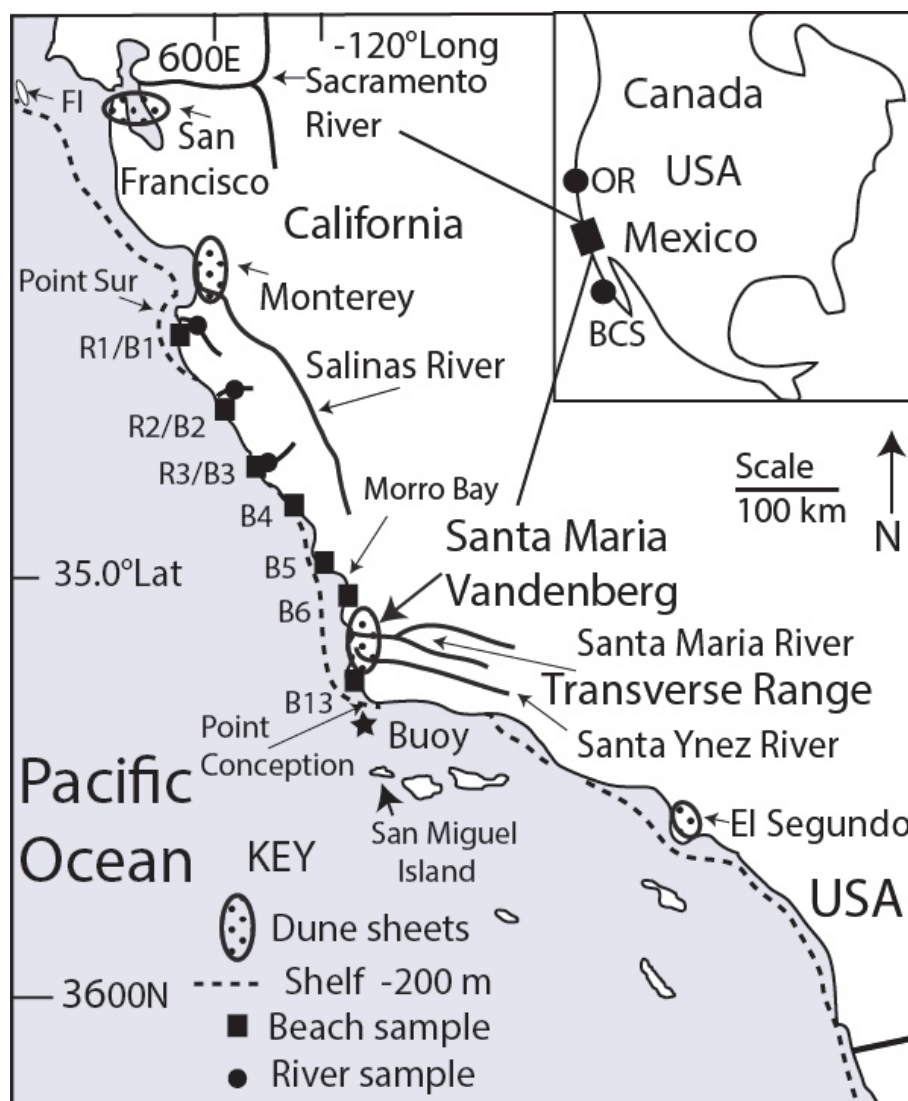 600E
-120°Long
Sacramento
River
FI
San
Francisco
California
Point Sur
Monterey
R1/B1
Salinas River
R2/B2
R3/B3
Morro Bay
B4
Santa Maria
35.0°Lat
B5
Vandenberg
B6
Santa Maria River
Transverse Range
B13
Point
Conception
Buoy
Santa Ynez River
Pacific
Ocean
San Miguel
Island
El Segundo
USA
KEY
Dune sheets
Shelf -200 m
3600N
Beach sample
River sample
Canada
OR
USA
Mexico
BCS
Scale
100 km
N